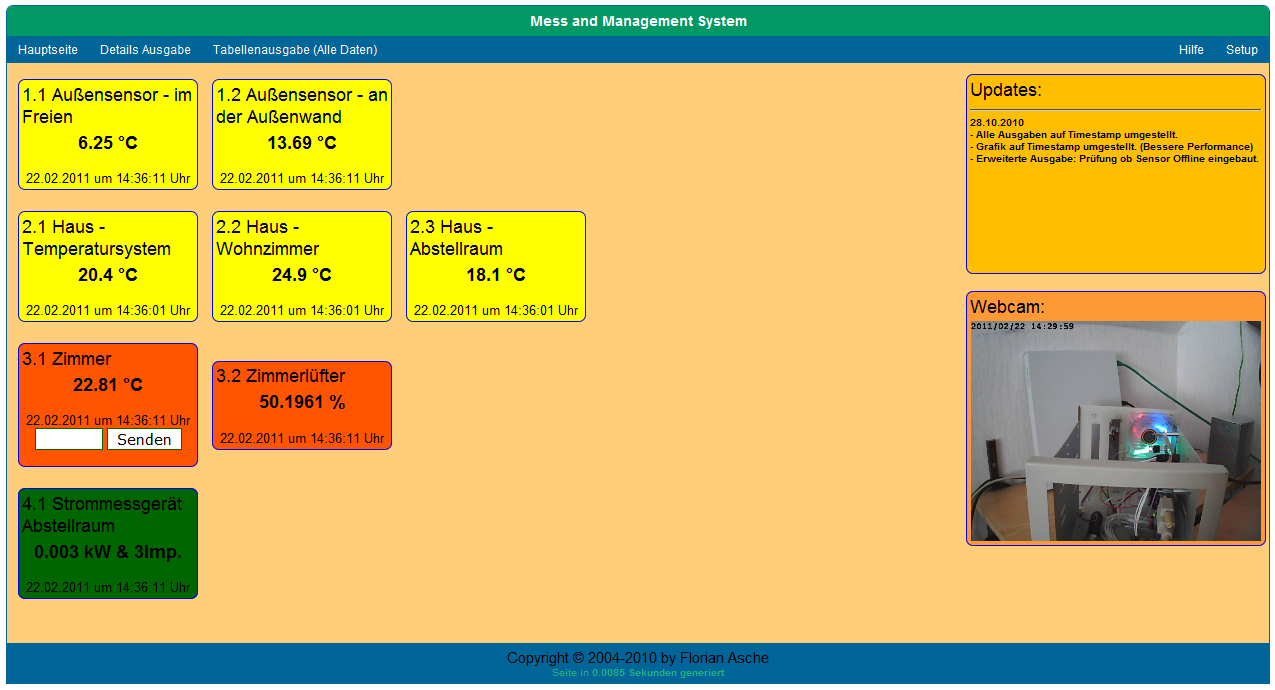 Mess and Management System
Hauptseite Details Ausgabe Tabellenausgabe (Alle Daten) Hilfe Setup
1.1 Außensensor - im
Freien
6.25 °C
22.02.2011 um 14:36:11 Uhr
1.2 Außensensor - an
der Außenwand
13.69 °C
22.02.2011 um 14:36:11 Uhr
2.1 Haus -
Temperatursystem
20.4 °C
22.02.2011 um 14:36:01 Uhr
2.2 Haus -
Wohnzimmer
24.9 °C
22.02.2011 um 14:36:01 Uhr
2.3 Haus -
Abstellraum
18.1 °C
22.02.2011 um 14:36:01 Uhr
3.1 Zimmer
22.81 °C
22.02.2011 um 14:36:11 Uhr
Senden
3.2 Zimmerlüfter
50.1961 %
22.02.2011 um 14:36:11 Uhr
4.1 Strommessgerät
Abstellraum
0.003 kW & 3Imp.
22.02.2011 um 14:36:11 Uhr
Updates:
28.10.2010
- Alle Ausgaben auf Timestamp umgestellt.
- Grafik auf Timestamp umgestellt. (Bessere Performance)
- Erweiterte Ausgabe: Prüfung ob Sensor Offline eingebaut.
Webcam:
2011/02/22 14:29:59
Copyright © 2004-2010 by Florian Asche
Seite in 0.0085 Sekunden generiert